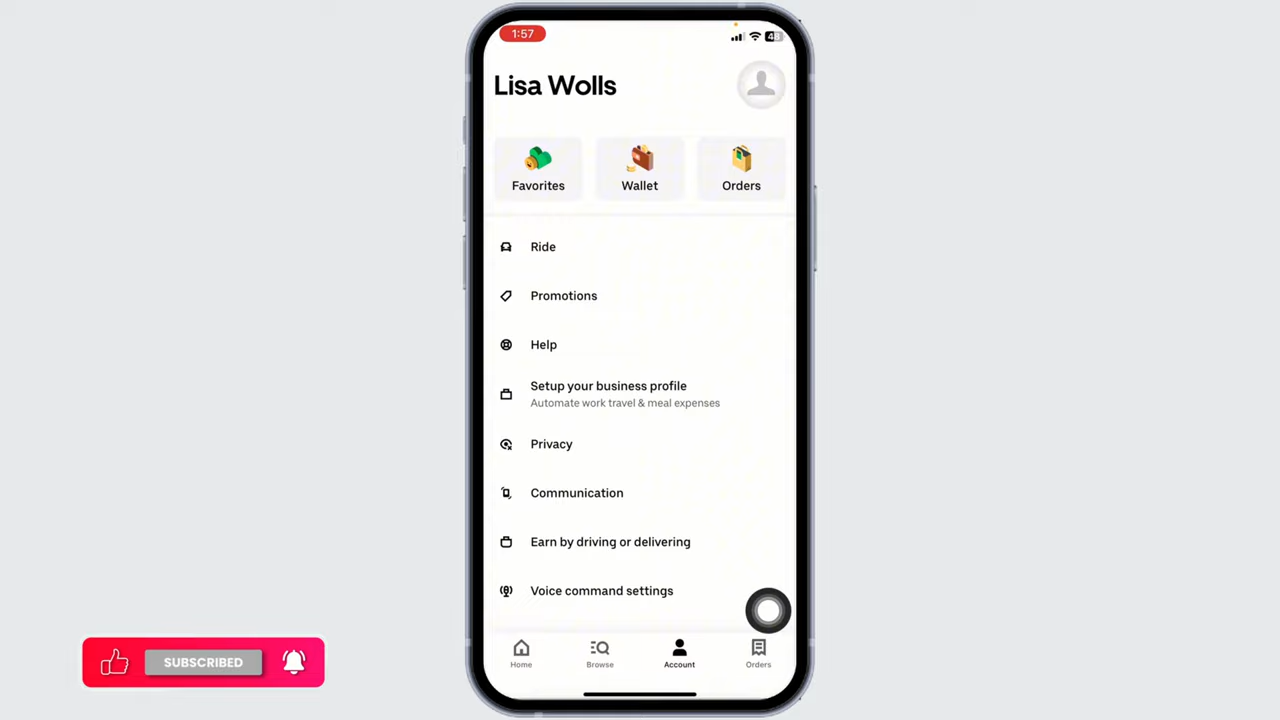 1:57
48
Lisa Wolls
Favorites
Wallet
Orders
Ride
Promotions
Help
Setup your business profile
Automate work travel & meal expenses
Privacy
Communication
Earn by driving or delivering
Voice command settings
Home
Browse
Account
Orders
SUBSCRIBED